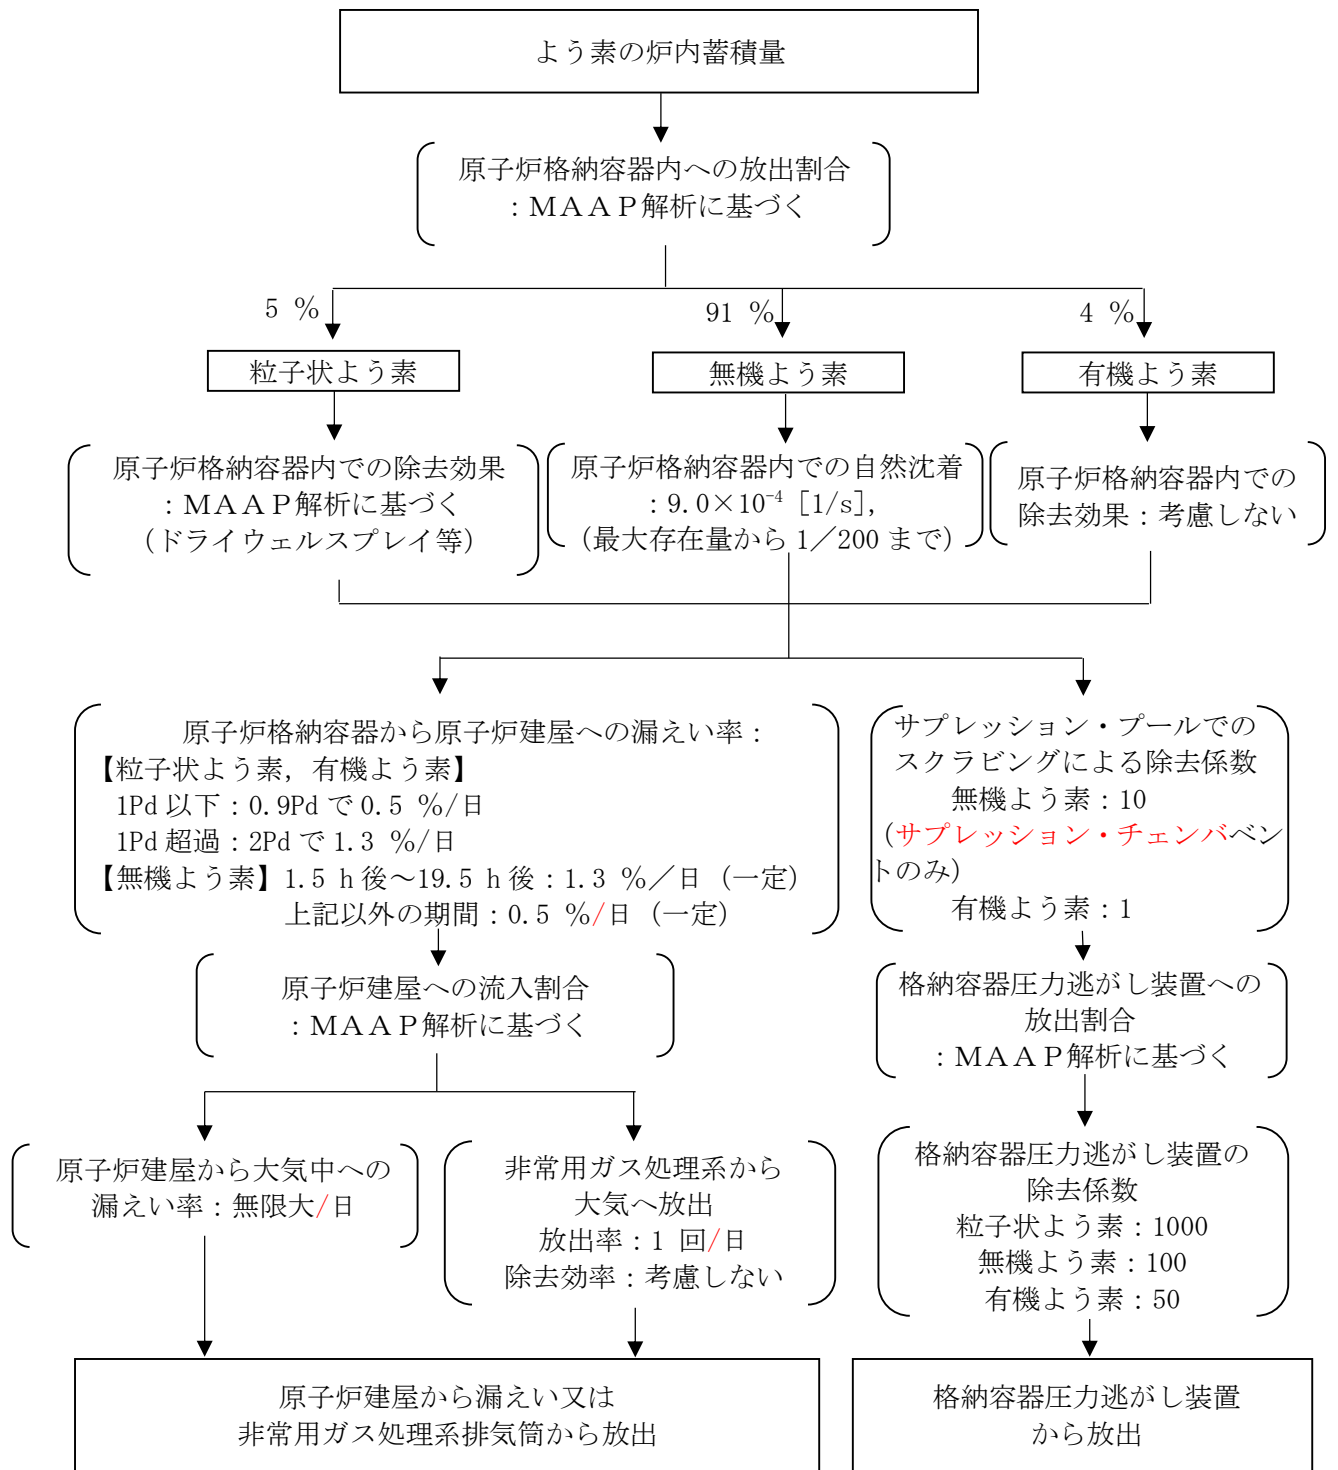 よう素の炉内蓄積量
原子炉格納容器内への放出割合
：ＭＡＡＰ解析に基づく
5 %
91 %
4 %
粒子状よう素
無機よう素
有機よう素
原子炉格納容器内での除去効果
：ＭＡＡＰ解析に基づく
（ドライウェルスプレイ等）
原子炉格納容器内での自然沈着
：9.0×10⁻⁴ [1/s],
（最大存在量から 1／200 まで）
原子炉格納容器内での
除去効果：考慮しない
原子炉格納容器から原子炉建屋への漏えい率：
【粒子状よう素，有機よう素】
1Pd 以下：0.9Pd で 0.5 %/日
1Pd 超過：2Pd で 1.3 %/日
【無機よう素】1.5 h 後～19.5 h 後：1.3 %／日（一定）
上記以外の期間：0.5 %/日（一定）
サプレッション・プールでの
スクラビングによる除去係数
無機よう素：10
（サプレッション・チェンバベン
トのみ）
有機よう素：1
原子炉建屋への流入割合
：ＭＡＡＰ解析に基づく
格納容器圧力逃がし装置への
放出割合
：ＭＡＡＰ解析に基づく
原子炉建屋から大気中への
漏えい率：無限大/日
非常用ガス処理系から
大気へ放出
放出率：1 回/日
除去効率：考慮しない
格納容器圧力逃がし装置の
除去係数
粒子状よう素：1000
無機よう素：100
有機よう素：50
原子炉建屋から漏えい又は
非常用ガス処理系排気筒から放出
格納容器圧力逃がし装置
から放出